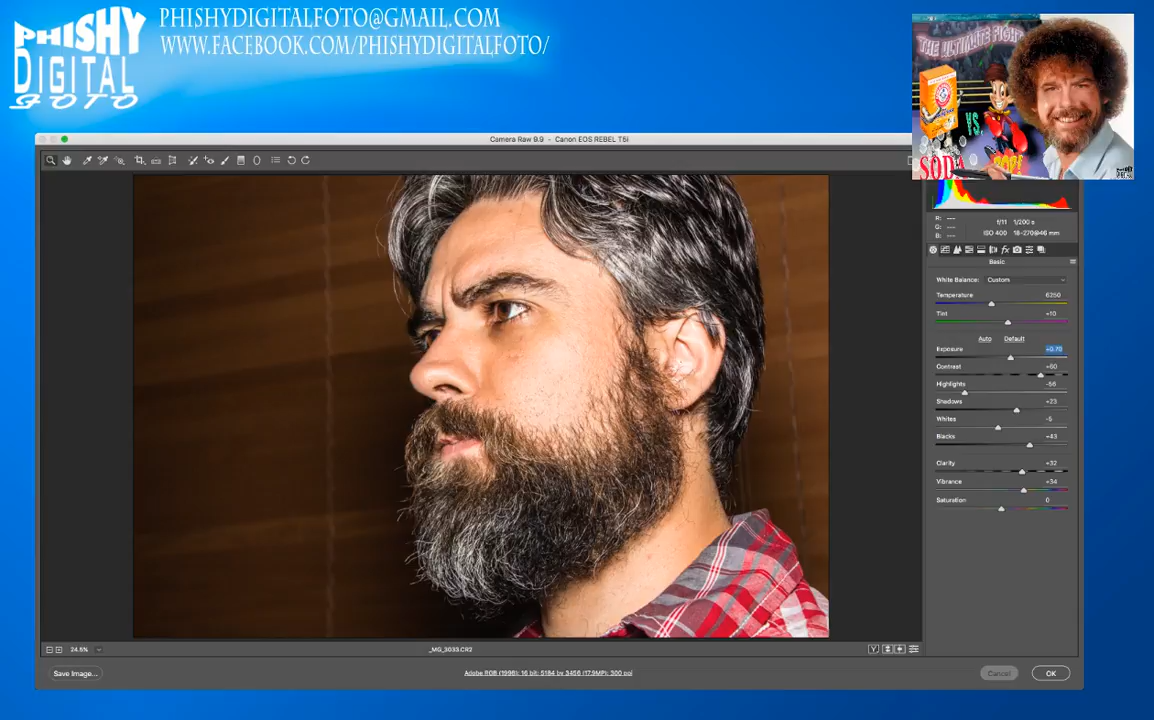 PHISHY
DIGITAL
FOTO
PHISHYDIGITALFOTO@GMAIL.COM
WWW.FACEBOOK.COM/PHISHYDIGITALFOTO/
THE ULTIMATE FIGHT
VS.
SODA
POP!
Camera Raw 9.9 - Canon EOS REBEL T5i
R: ---
G: ---
B: ---
f/11 1/200 s
ISO 400 18-270@46 mm
Basic
White Balance: Custom
Temperature 6250
Tint +10
Auto Default
Exposure +0.70
Contrast +60
Highlights -56
Shadows +23
Whites -5
Blacks +43
Clarity +32
Vibrance +34
Saturation 0
24.5%
_MG_3033.CR2
Y
Save Image...
Adobe RGB (1998); 16 bit; 5184 by 3456 (17.9MP); 300 ppi
Cancel
OK